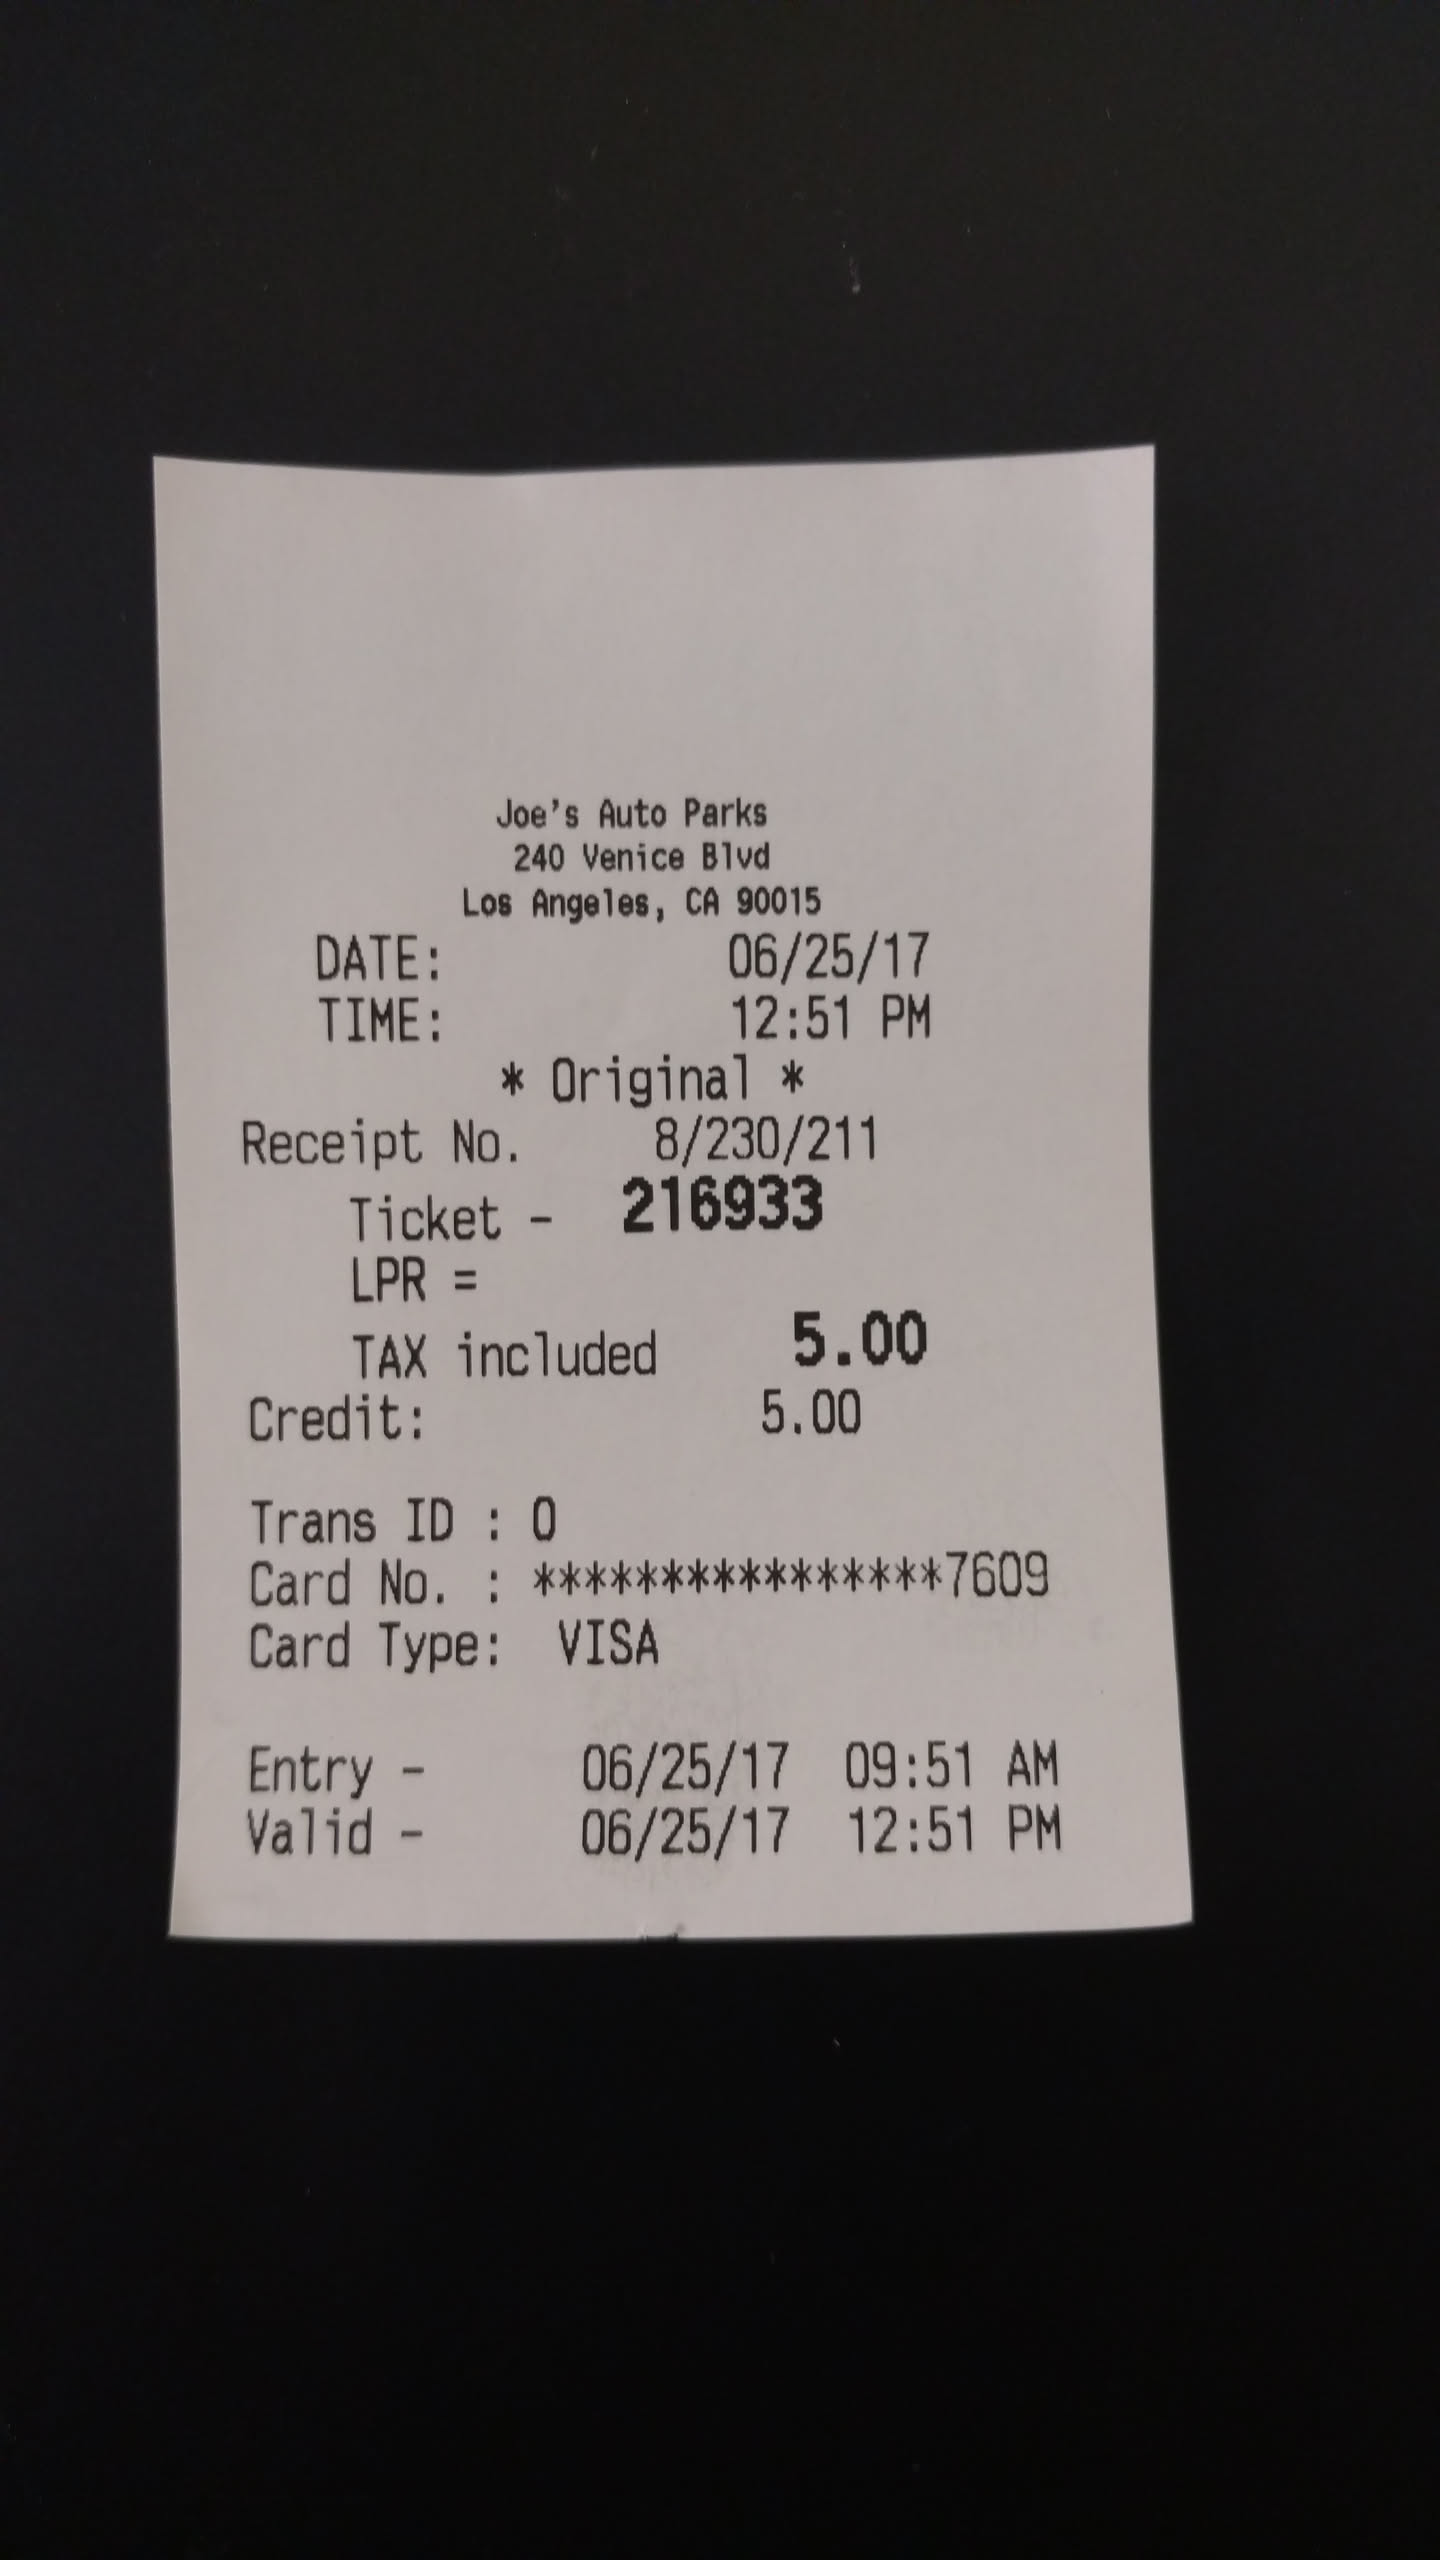 Joe's Auto Parks
240 Venice Blvd
Los Angeles, CA 90015
DATE: 06/25/17
TIME: 12:51 PM
* Original *
Receipt No. 8/230/211
Ticket - 216933
LPR =
TAX included 5.00
Credit: 5.00
Trans ID : 0
Card No. : ****************7609
Card Type: VISA
Entry - 06/25/17 09:51 AM
Valid - 06/25/17 12:51 PM